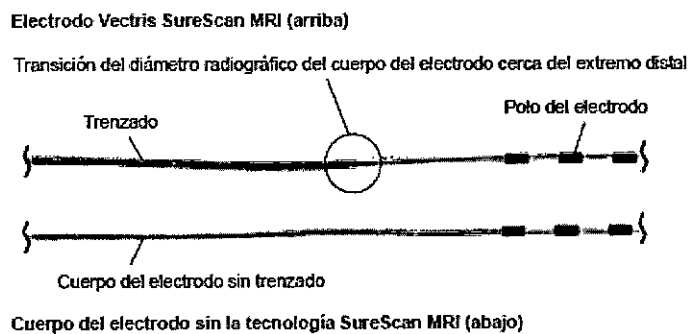 Electrodo Vectris SureScan MRI (arriba)
Transición del diámetro radiográfico del cuerpo del electrodo cerca del extremo distal
Polo del electrodo
Trenzado
Cuerpo del electrodo sin trenzado
Cuerpo del electrodo sin la tecnología SureScan MRI (abajo)